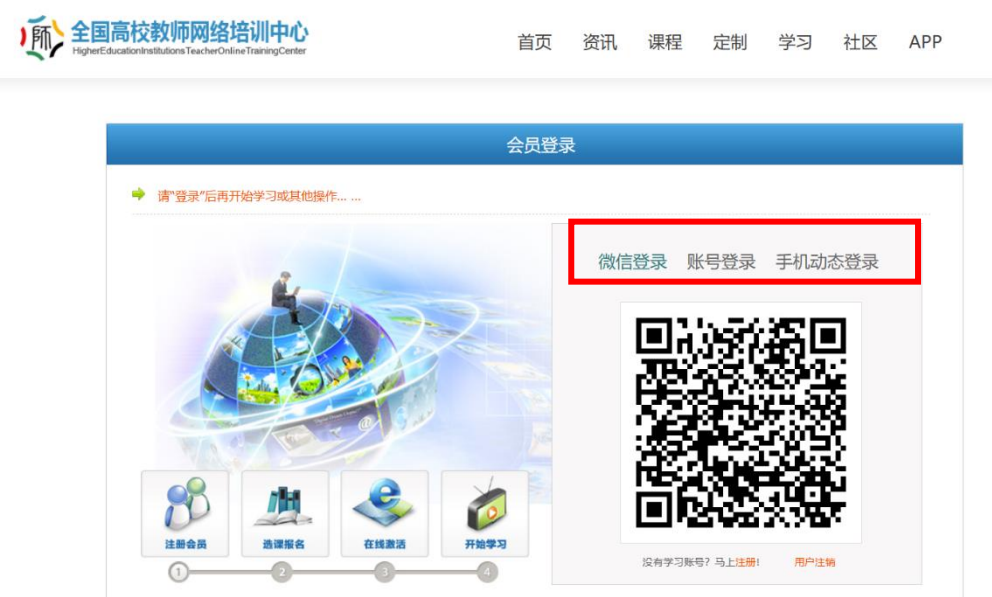 全国高校教师网络培训中心
HigherEducationInstitutionsTeacherOnlineTrainingCenter
首页 资讯 课程 定制 学习 社区 APP
会员登录
请"登录"后再开始学习或其他操作... ...
微信登录 账号登录 手机动态登录
注册会员 选课报名 在线激活 开始学习
1 2 3 4
没有学习账号？马上注册! 用户注销